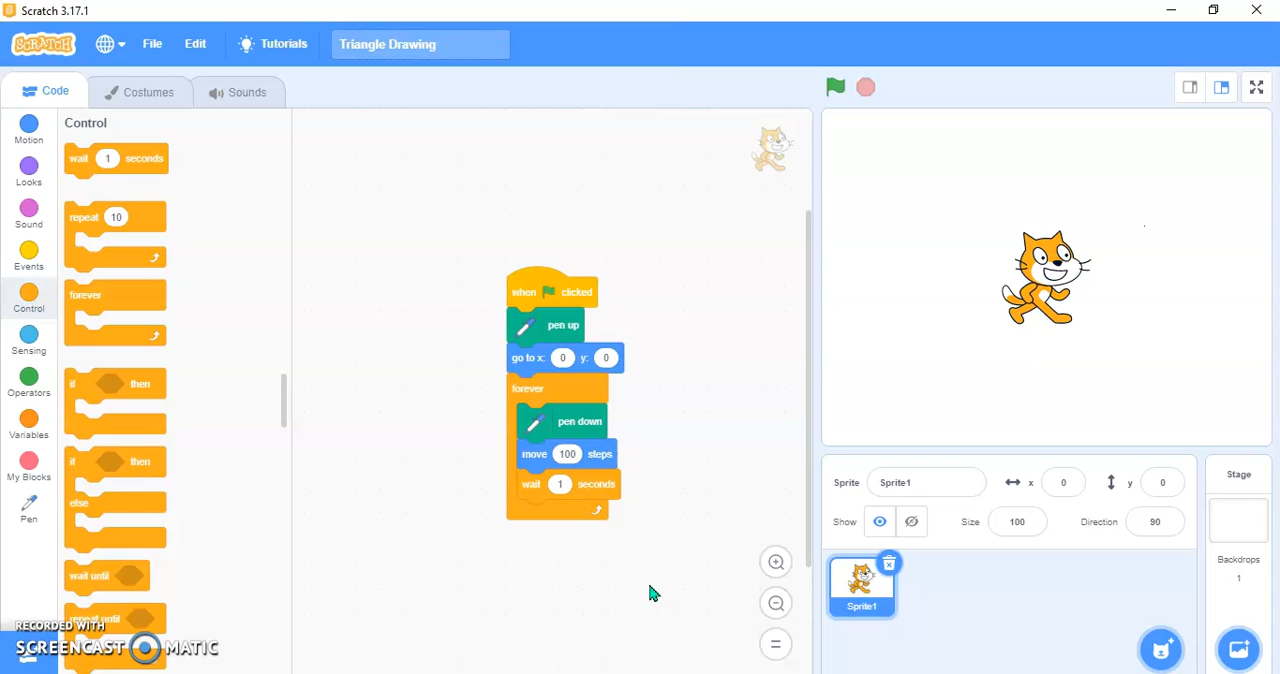 Scratch 3.17.1
SCRATCH File Edit Tutorials Triangle Drawing
Code Costumes Sounds
Motion
Looks
Sound
Events
Control
Sensing
Operators
Variables
My Blocks
Pen
Control
wait 1 seconds
repeat 10
forever
if then
if then
else
wait until
repeat until
RECORDED WITH
SCREENCAST MATIC
when clicked
pen up
go to x: 0 y: 0
forever
pen down
move 100 steps
wait 1 seconds
Sprite Sprite1 x 0 y 0
Show Size 100 Direction 90
Sprite1
Stage
Backdrops
1